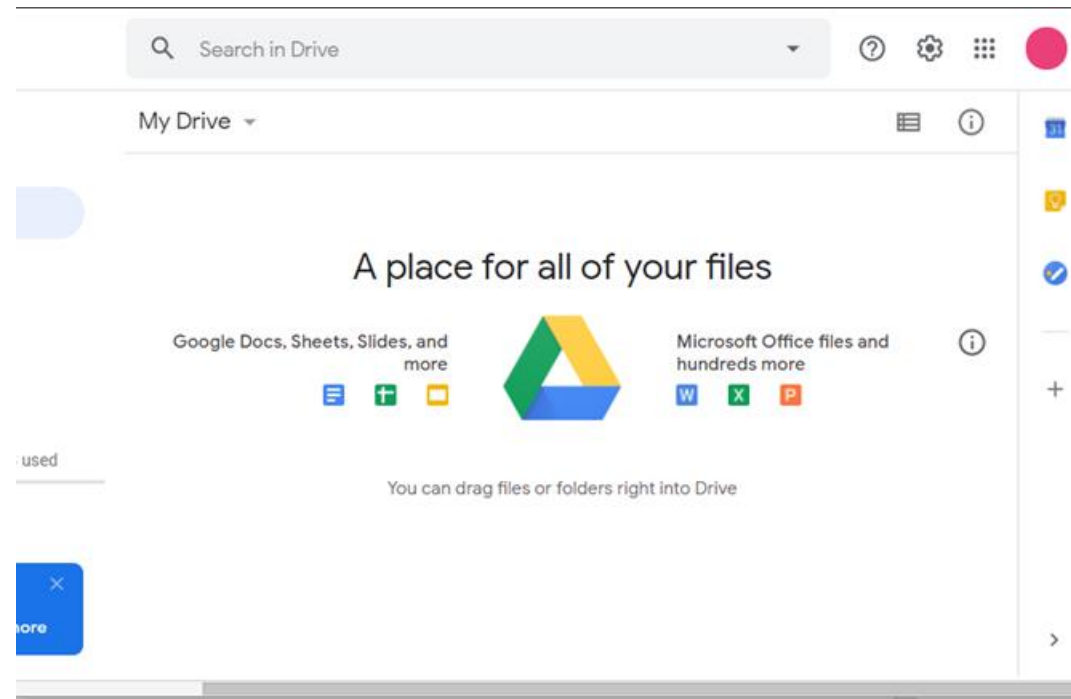 Search in Drive
My Drive
31
A place for all of your files
Google Docs, Sheets, Slides, and
more
Microsoft Office files and
hundreds more
W X P
used
You can drag files or folders right into Drive